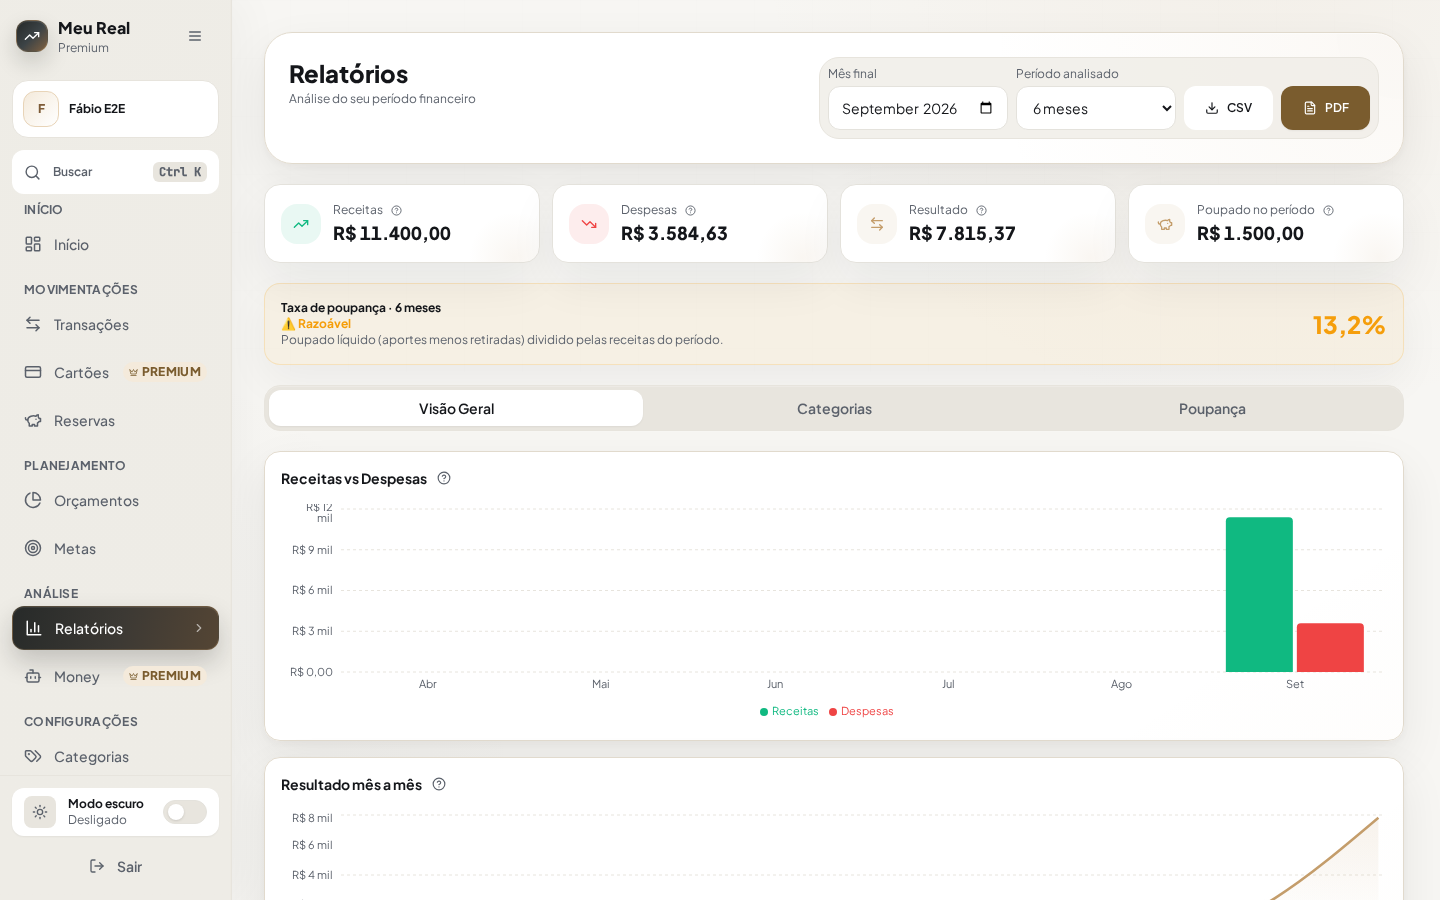 Meu Real
Premium
F
Fábio E2E
Buscar
Ctrl K
INÍCIO
Início
MOVIMENTAÇÕES
Transações
Cartões
PREMIUM
Reservas
PLANEJAMENTO
Orçamentos
Metas
ANÁLISE
Relatórios
Money
PREMIUM
CONFIGURAÇÕES
Categorias
Modo escuro
Desligado
Sair
Relatórios
Análise do seu período financeiro
Mês final
September 2026
Período analisado
6 meses
CSV
PDF
Receitas
R$ 11.400,00
Despesas
R$ 3.584,63
Resultado
R$ 7.815,37
Poupado no período
R$ 1.500,00
Taxa de poupança · 6 meses
⚠️ Razoável
Poupado líquido (aportes menos retiradas) dividido pelas receitas do período.
13,2%
Visão Geral
Categorias
Poupança
Receitas vs Despesas
R$ 12
mil
R$ 9 mil
R$ 6 mil
R$ 3 mil
R$ 0,00
Abr
Mai
Jun
Jul
Ago
Set
Receitas
Despesas
Resultado mês a mês
R$ 8 mil
R$ 6 mil
R$ 4 mil